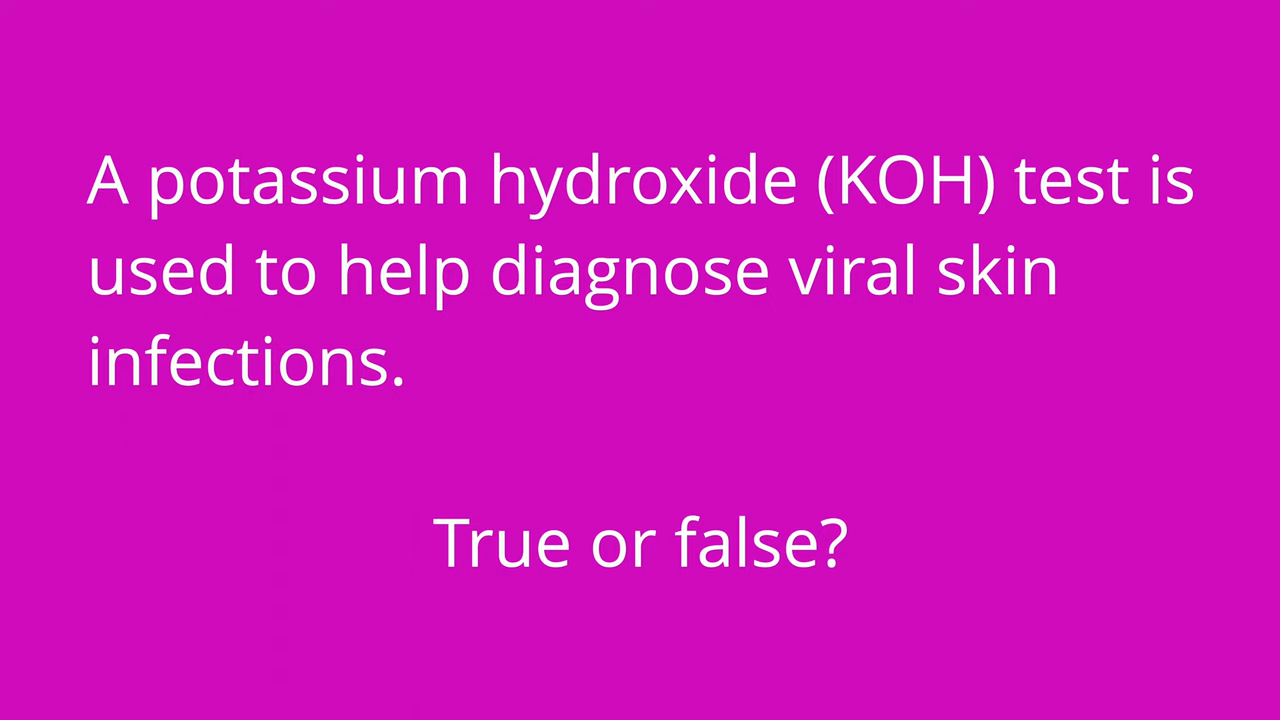 A potassium hydroxide (KOH) test is
used to help diagnose viral skin
infections.
True or false?